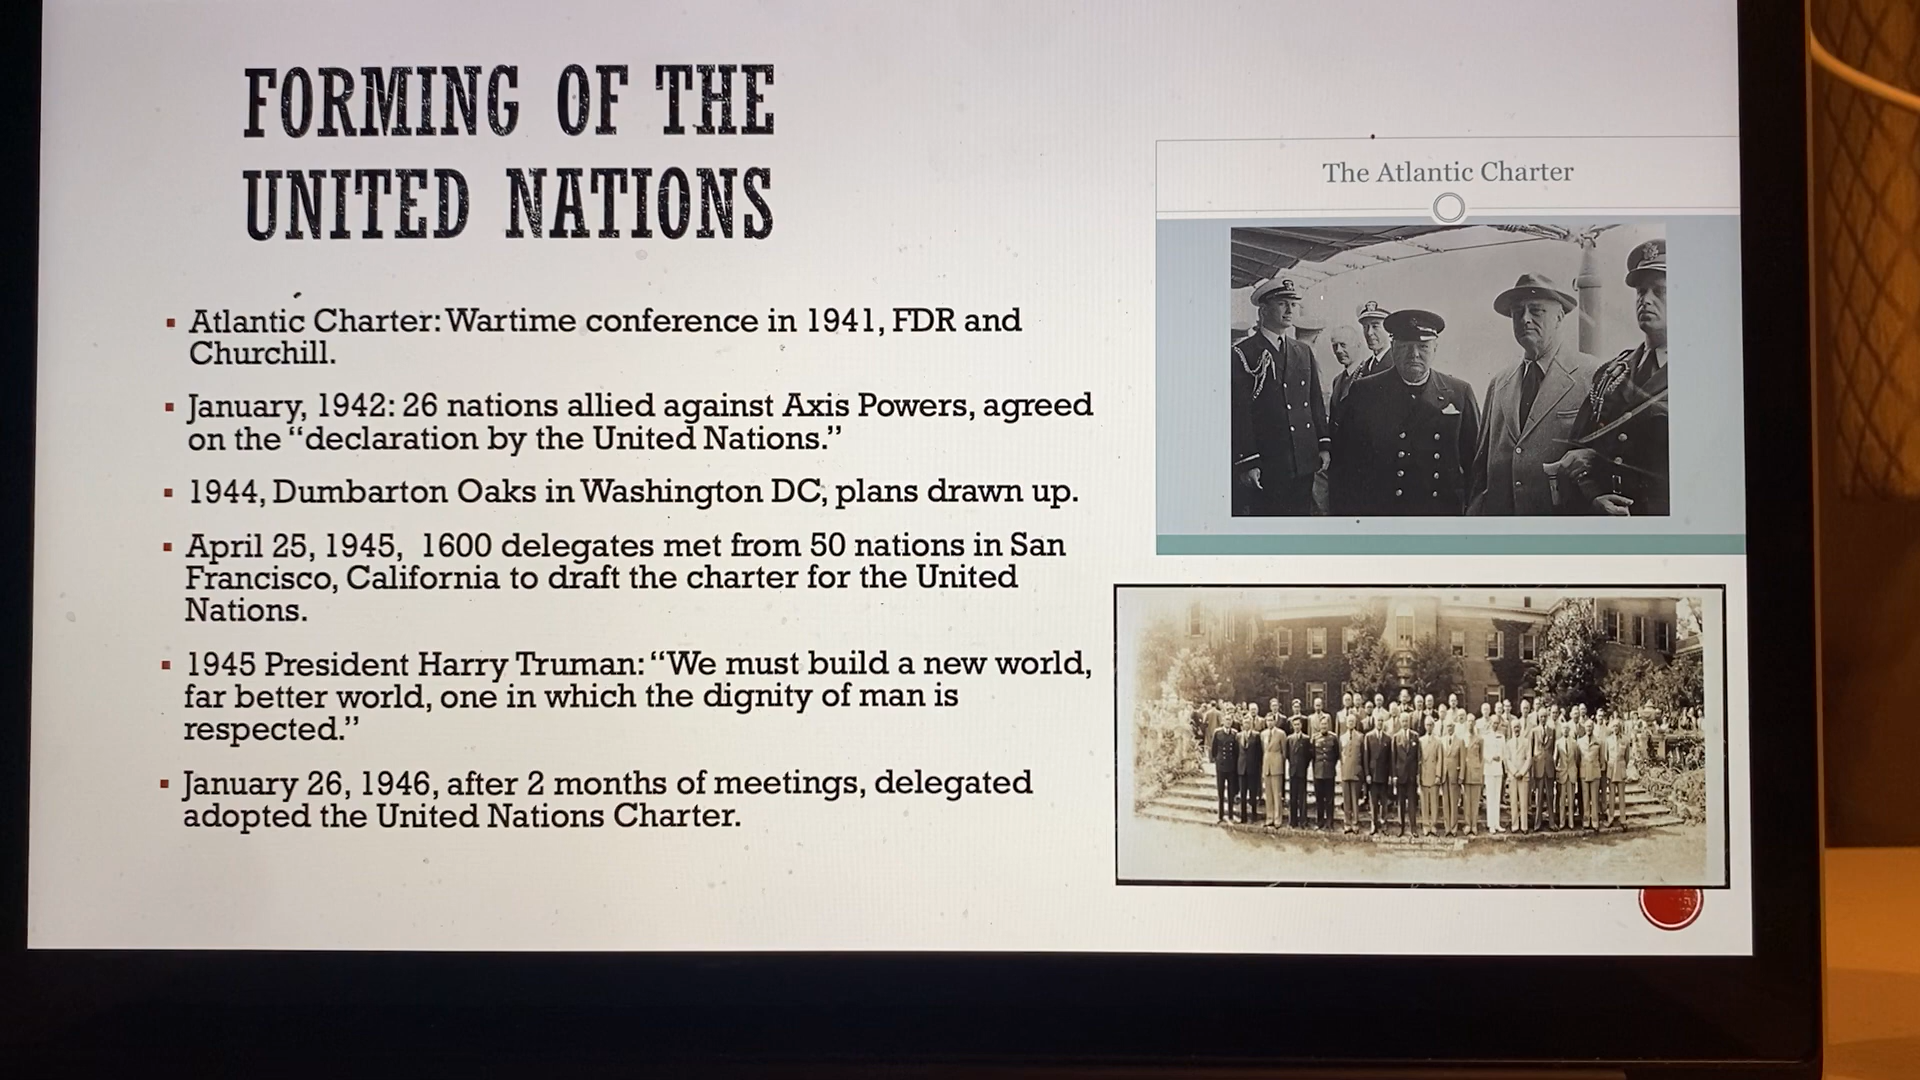 FORMING OF THE
UNITED NATIONS
▪ Atlantic Charter: Wartime conference in 1941, FDR and
Churchill.
▪ January, 1942: 26 nations allied against Axis Powers, agreed
on the “declaration by the United Nations.”
▪ 1944, Dumbarton Oaks in Washington DC, plans drawn up.
▪ April 25, 1945, 1600 delegates met from 50 nations in San
Francisco, California to draft the charter for the United
Nations.
▪ 1945 President Harry Truman: “We must build a new world,
far better world, one in which the dignity of man is
respected.”
▪ January 26, 1946, after 2 months of meetings, delegated
adopted the United Nations Charter.
The Atlantic Charter